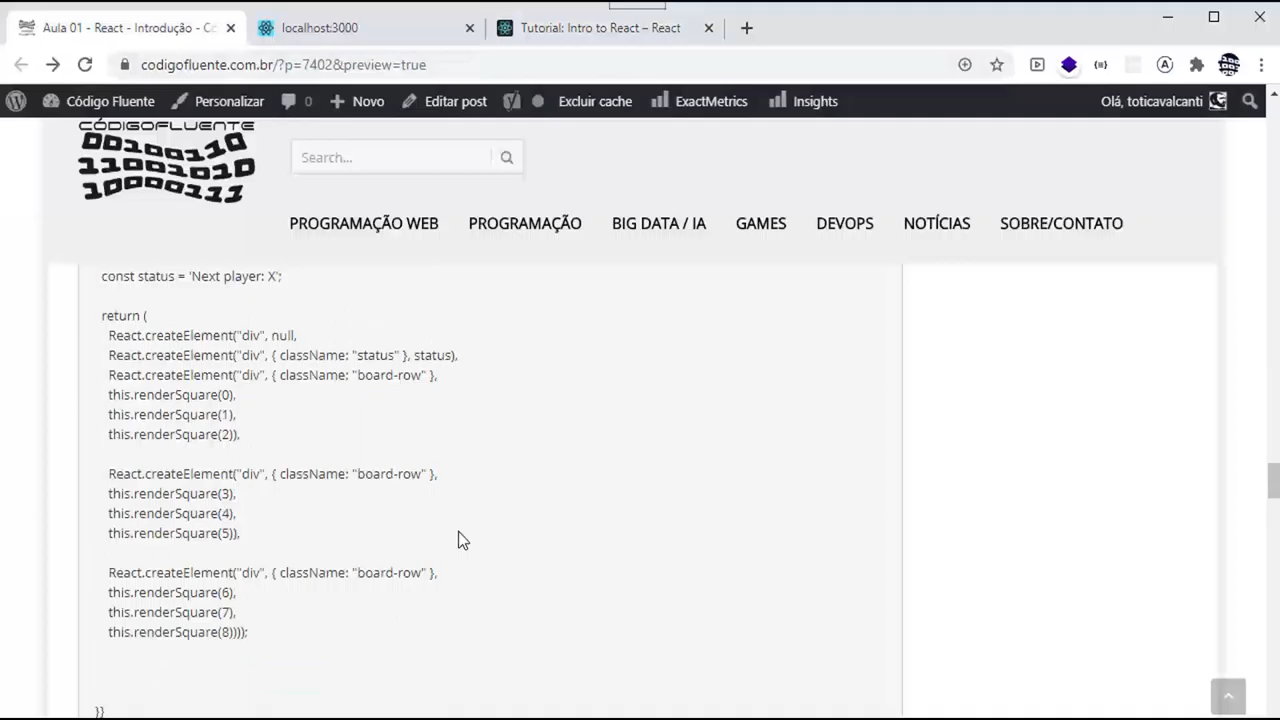 Aula 01 - React - Introdução - Co
localhost:3000
Tutorial: Intro to React – React
codigofluente.com.br/?p=7402&preview=true
Código Fluente
Personalizar
0
Novo
Editar post
Excluir cache
ExactMetrics
Insights
Olá, toticavalcanti
CÓDIGOFLUENTE
00100110
11001010
10000111
Search...
PROGRAMAÇÃO WEB
PROGRAMAÇÃO
BIG DATA / IA
GAMES
DEVOPS
NOTÍCIAS
SOBRE/CONTATO
const status = 'Next player: X';
return (
React.createElement("div", null,
React.createElement("div", { className: "status" }, status),
React.createElement("div", { className: "board-row" },
this.renderSquare(0),
this.renderSquare(1),
this.renderSquare(2)),
React.createElement("div", { className: "board-row" },
this.renderSquare(3),
this.renderSquare(4),
this.renderSquare(5)),
React.createElement("div", { className: "board-row" },
this.renderSquare(6),
this.renderSquare(7),
this.renderSquare(8))));
}}